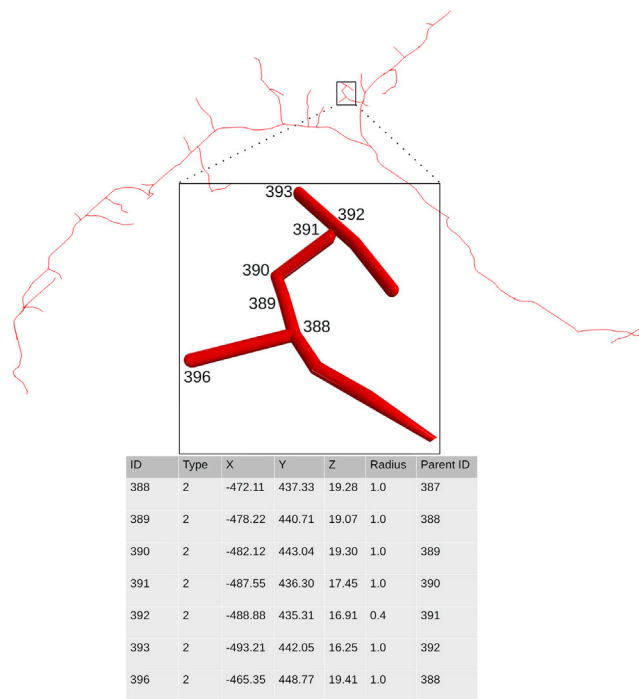 393
392
391
390
389
388
396
ID Type X Y Z Radius Parent ID
388 2 -472.11 437.33 19.28 1.0 387
389 2 -478.22 440.71 19.07 1.0 388
390 2 -482.12 443.04 19.30 1.0 389
391 2 -487.55 436.30 17.45 1.0 390
392 2 -488.88 435.31 16.91 0.4 391
393 2 -493.21 442.05 16.25 1.0 392
396 2 -465.35 448.77 19.41 1.0 388